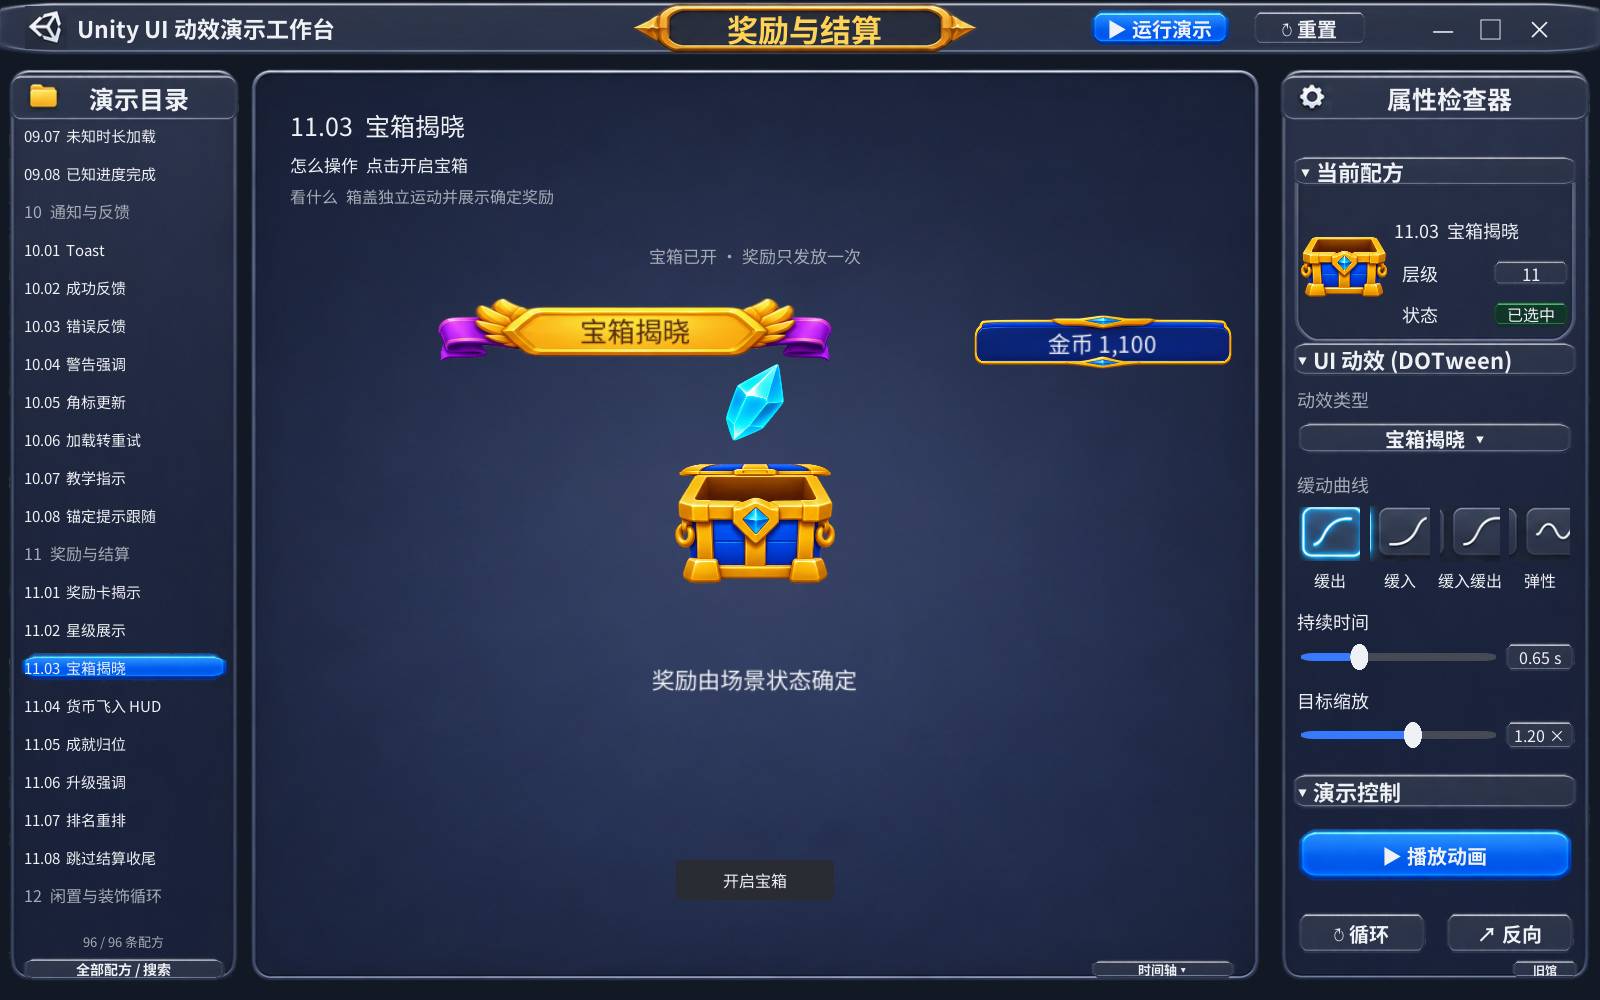 Unity UI 动效演示工作台
奖励与结算
▶ 运行演示
重置
演示目录
09.07 未知时长加载
09.08 已知进度完成
10 通知与反馈
10.01 Toast
10.02 成功反馈
10.03 错误反馈
10.04 警告强调
10.05 角标更新
10.06 加载转重试
10.07 教学指示
10.08 锚定提示跟随
11 奖励与结算
11.01 奖励卡揭示
11.02 星级展示
11.03 宝箱揭晓
11.04 货币飞入 HUD
11.05 成就归位
11.06 升级强调
11.07 排名重排
11.08 跳过结算收尾
12 闲置与装饰循环
96 / 96 条配方
全部配方 / 搜索
11.03 宝箱揭晓
怎么操作 点击开启宝箱
看什么 箱盖独立运动并展示确定奖励
宝箱已开 · 奖励只发放一次
宝箱揭晓
金币 1,100
奖励由场景状态确定
开启宝箱
时间轴 ▾
属性检查器
▾ 当前配方
11.03 宝箱揭晓
层级 11
状态 已选中
▾ UI 动效 (DOTween)
动效类型
宝箱揭晓 ▾
缓动曲线
缓出 缓入 缓入缓出 弹性
持续时间
0.65 s
目标缩放
1.20 ×
▾ 演示控制
▶ 播放动画
循环
↗ 反向
旧馆